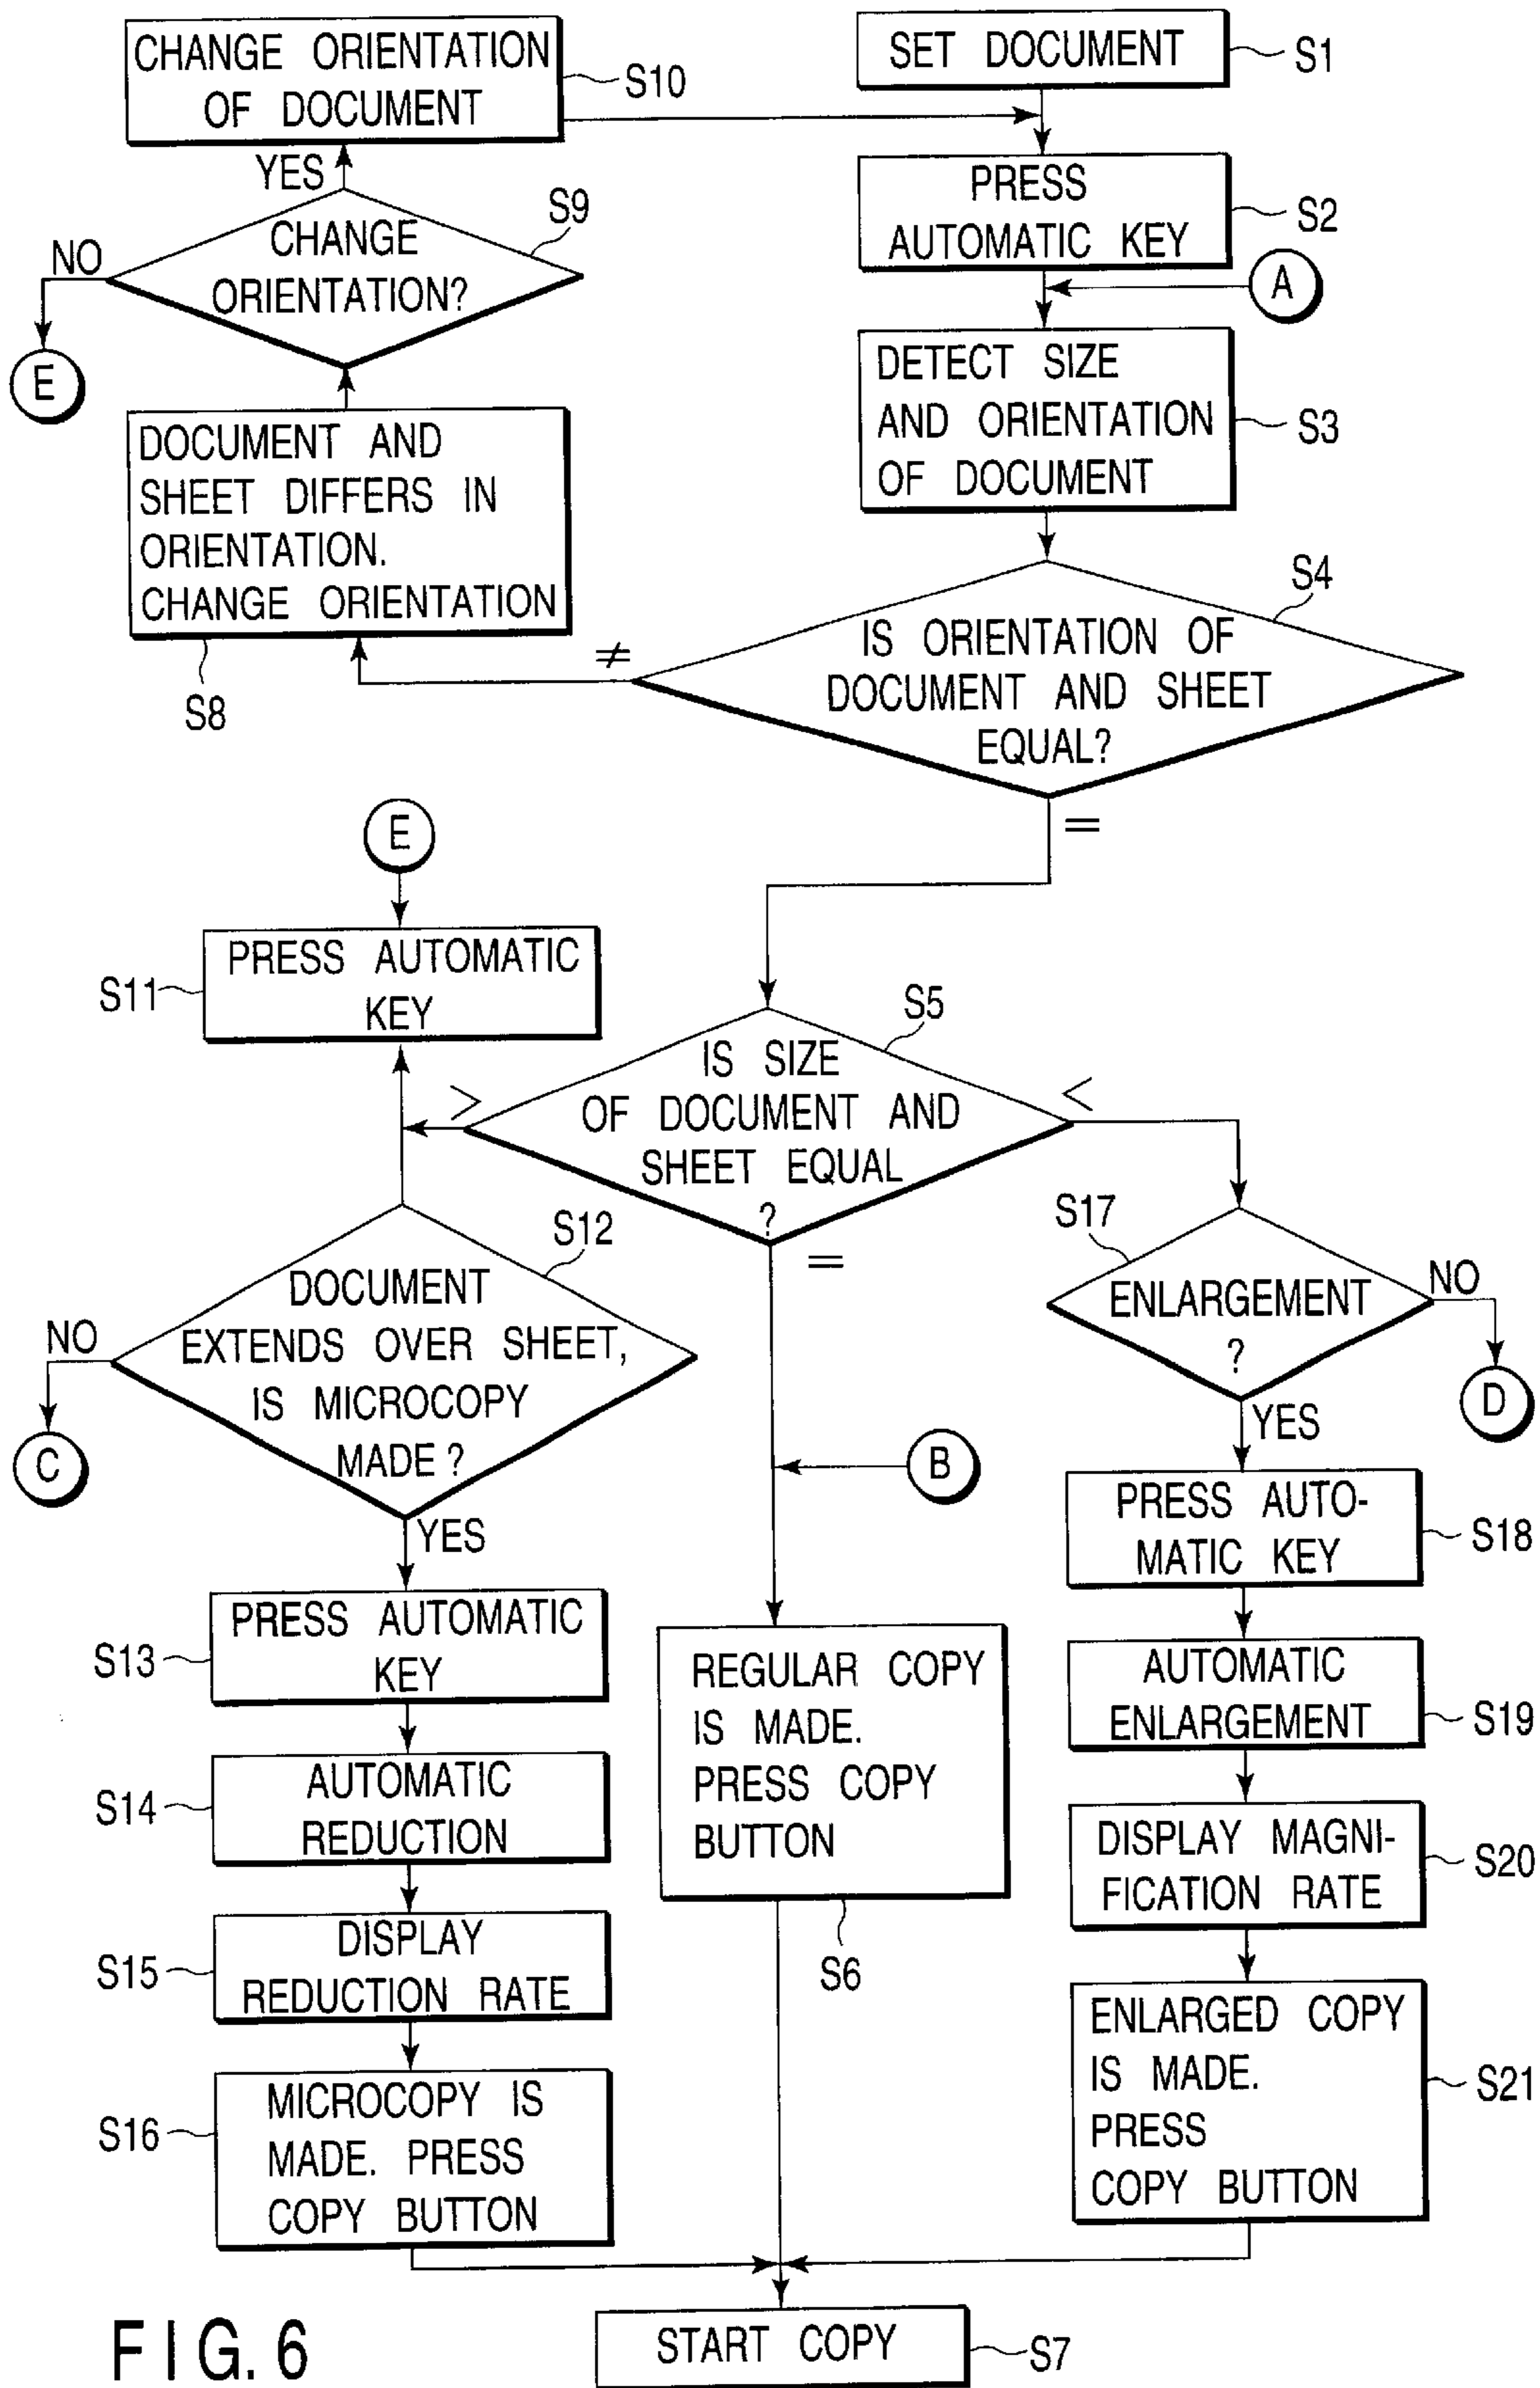 CHANGE ORIENTATION
OF DOCUMENT
S10
SET DOCUMENT
S1
YES
PRESS
AUTOMATIC KEY
S2
CHANGE
ORIENTATION?
S9
NO
E
A
DETECT SIZE
AND ORIENTATION
OF DOCUMENT
S3
DOCUMENT AND
SHEET DIFFERS IN
ORIENTATION.
CHANGE ORIENTATION
S8
≠
IS ORIENTATION OF
DOCUMENT AND SHEET
EQUAL?
S4
=
E
PRESS AUTOMATIC
KEY
S11
IS SIZE
OF DOCUMENT AND
SHEET EQUAL
?
S5
>
<
=
DOCUMENT
EXTENDS OVER SHEET,
IS MICROCOPY
MADE ?
S12
NO
C
YES
S17
ENLARGEMENT
?
NO
D
YES
B
PRESS AUTO-
MATIC KEY
S18
PRESS AUTOMATIC
KEY
S13
REGULAR COPY
IS MADE.
PRESS COPY
BUTTON
S6
AUTOMATIC
ENLARGEMENT
S19
AUTOMATIC
REDUCTION
S14
DISPLAY MAGNI-
FICATION RATE
S20
DISPLAY
REDUCTION RATE
S15
ENLARGED COPY
IS MADE.
PRESS
COPY BUTTON
S21
MICROCOPY IS
MADE. PRESS
COPY BUTTON
S16
START COPY
S7
FIG. 6